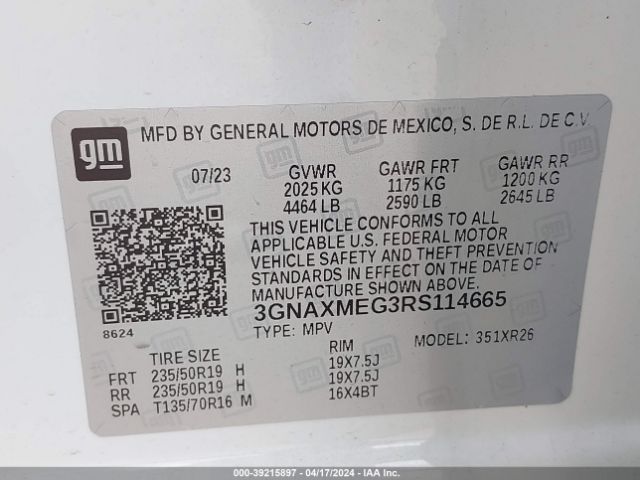 gm
MFD BY GENERAL MOTORS DE MEXICO, S. DE R.L. DE C.V.
07/23 GVWR GAWR FRT GAWR RR
2025 KG 1175 KG 1200 KG
4464 LB 2590 LB 2645 LB
THIS VEHICLE CONFORMS TO ALL
APPLICABLE U.S. FEDERAL MOTOR
VEHICLE SAFETY AND THEFT PREVENTION
STANDARDS IN EFFECT ON THE DATE OF
MANUFACTURE SHOWN ABOVE.
3GNAXMEG3RS114665
8624 TYPE: MPV MODEL: 351XR26
TIRE SIZE RIM
FRT 235/50R19 H 19X7.5J
RR 235/50R19 H 19X7.5J
SPA T135/70R16 M 16X4BT
000-39215897 - 04/17/2024 - IAA Inc.